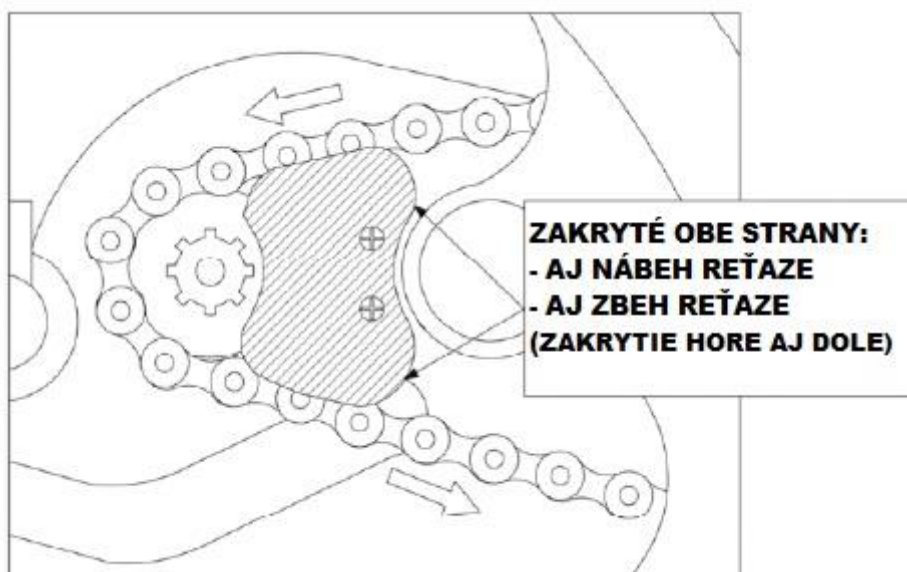 ZAKRYTÉ OBE STRANY:
- AJ NÁBEH REŤAZE
- AJ ZBEH REŤAZE
(ZAKRYTIE HORE AJ DOLE)